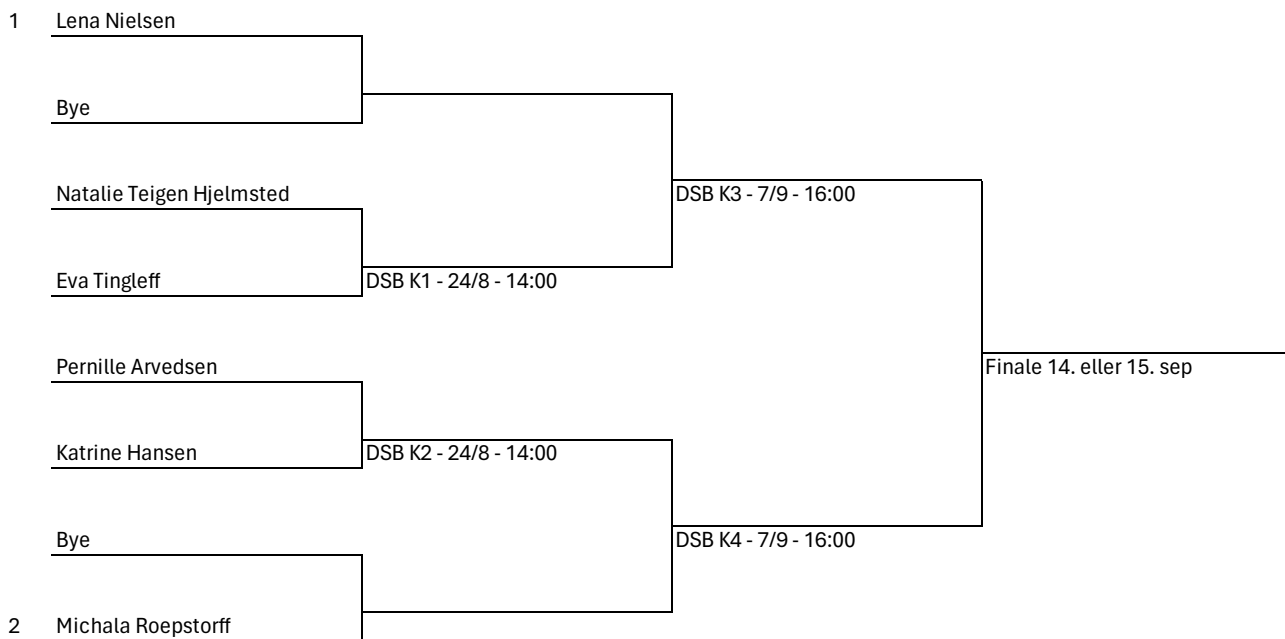 1 Lena Nielsen
Bye
Natalie Teigen Hjelmsted
DSB K3 - 7/9 - 16:00
Eva Tingleff
DSB K1 - 24/8 - 14:00
Pernille Arvedsen
Finale 14. eller 15. sep
Katrine Hansen
DSB K2 - 24/8 - 14:00
Bye
DSB K4 - 7/9 - 16:00
2 Michala Roepstorff